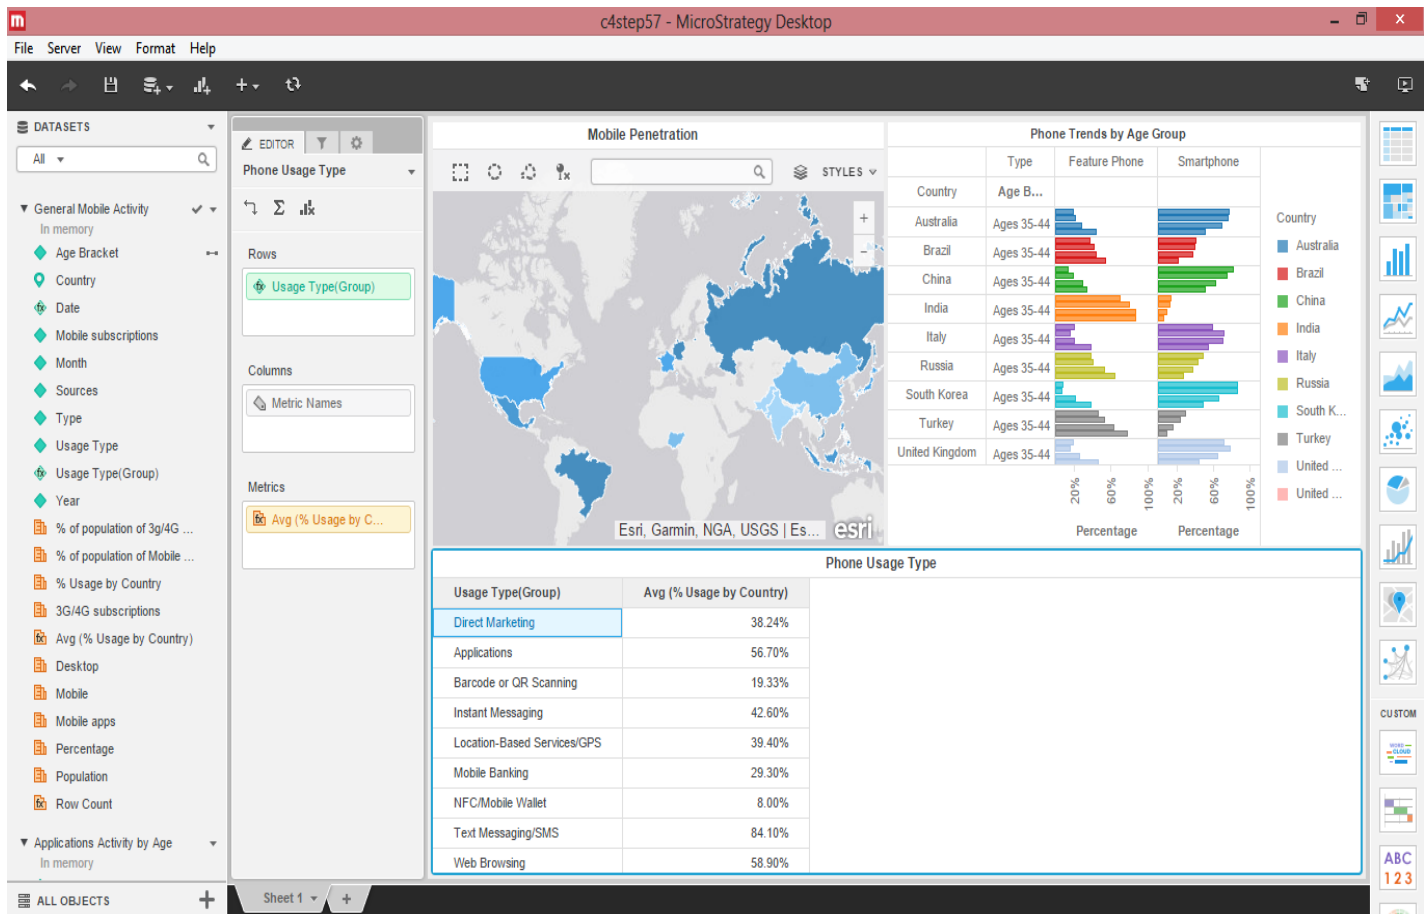 c4step57 - MicroStrategy Desktop
File Server View Format Help
DATASETS
All
General Mobile Activity
In memory
Age Bracket
Country
Date
Mobile subscriptions
Month
Sources
Type
Usage Type
Usage Type(Group)
Year
% of population of 3g/4G ...
% of population of Mobile ...
% Usage by Country
3G/4G subscriptions
Avg (% Usage by Country)
Desktop
Mobile
Mobile apps
Percentage
Population
Row Count
Applications Activity by Age
In memory
ALL OBJECTS
EDITOR
Phone Usage Type
Rows
Usage Type(Group)
Columns
Metric Names
Metrics
Avg (% Usage by C...
Mobile Penetration
STYLES
Esri, Garmin, NGA, USGS | Es...
esri
Phone Trends by Age Group
Type Feature Phone Smartphone
Country Age B...
Australia Ages 35-44
Brazil Ages 35-44
China Ages 35-44
India Ages 35-44
Italy Ages 35-44
Russia Ages 35-44
South Korea Ages 35-44
Turkey Ages 35-44
United Kingdom Ages 35-44
20% 60% 100% 20% 60% 100%
Percentage Percentage
Country
Australia
Brazil
China
India
Italy
Russia
South K...
Turkey
United ...
United ...
Phone Usage Type
Usage Type(Group) Avg (% Usage by Country)
Direct Marketing 38.24%
Applications 56.70%
Barcode or QR Scanning 19.33%
Instant Messaging 42.60%
Location-Based Services/GPS 39.40%
Mobile Banking 29.30%
NFC/Mobile Wallet 8.00%
Text Messaging/SMS 84.10%
Web Browsing 58.90%
Sheet 1
CUSTOM
WORD
CLOUD
ABC
123